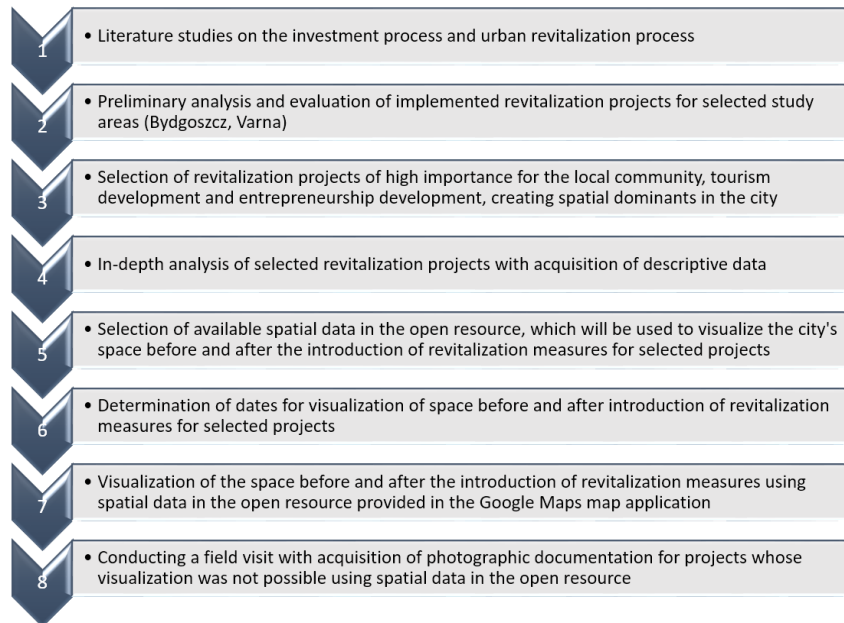 1
• Literature studies on the investment process and urban revitalization process
2
• Preliminary analysis and evaluation of implemented revitalization projects for selected study
areas (Bydgoszcz, Varna)
3
• Selection of revitalization projects of high importance for the local community, tourism
development and entrepreneurship development, creating spatial dominants in the city
4
• In-depth analysis of selected revitalization projects with acquisition of descriptive data
5
• Selection of available spatial data in the open resource, which will be used to visualize the city's
space before and after the introduction of revitalization measures for selected projects
6
• Determination of dates for visualization of space before and after introduction of revitalization
measures for selected projects
7
• Visualization of the space before and after the introduction of revitalization measures using
spatial data in the open resource provided in the Google Maps map application
8
• Conducting a field visit with acquisition of photographic documentation for projects whose
visualization was not possible using spatial data in the open resource